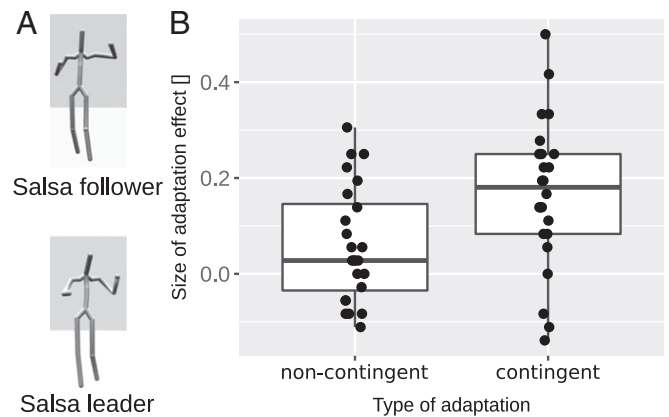 A
Salsa follower
Salsa leader
B
Size of adaptation effect []
0.4
0.2
0.0
non-contingent
contingent
Type of adaptation